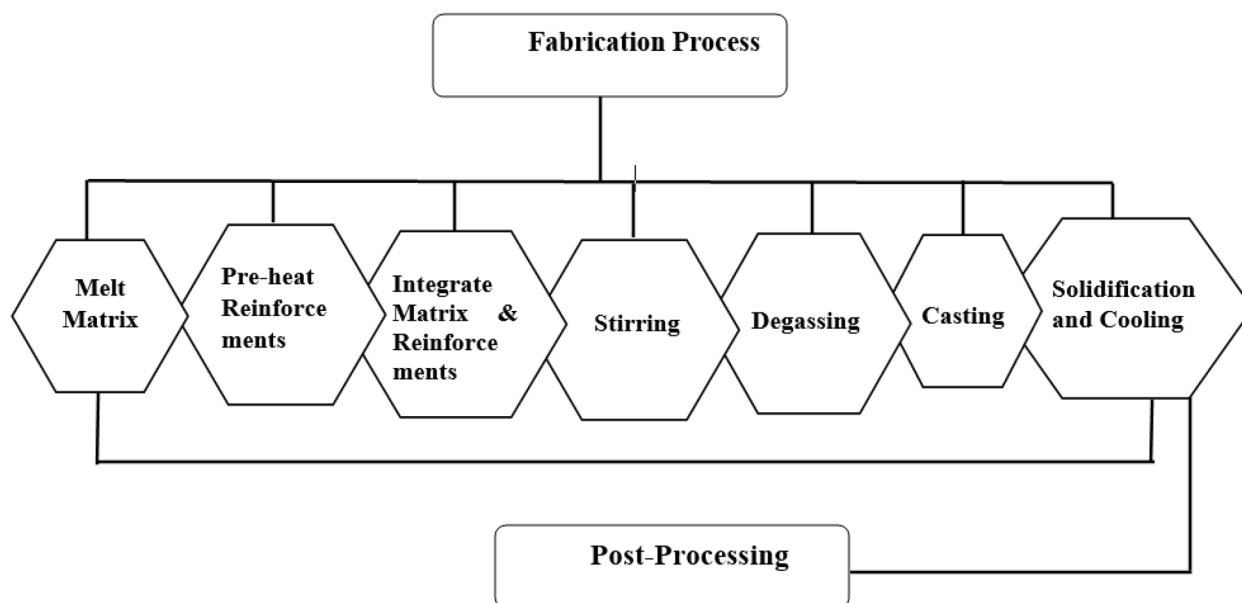 Fabrication Process
Melt
Matrix
Pre-heat
Reinforce
ments
Integrate
Matrix &
Reinforce
ments
Stirring
Degassing
Casting
Solidification
and Cooling
Post-Processing